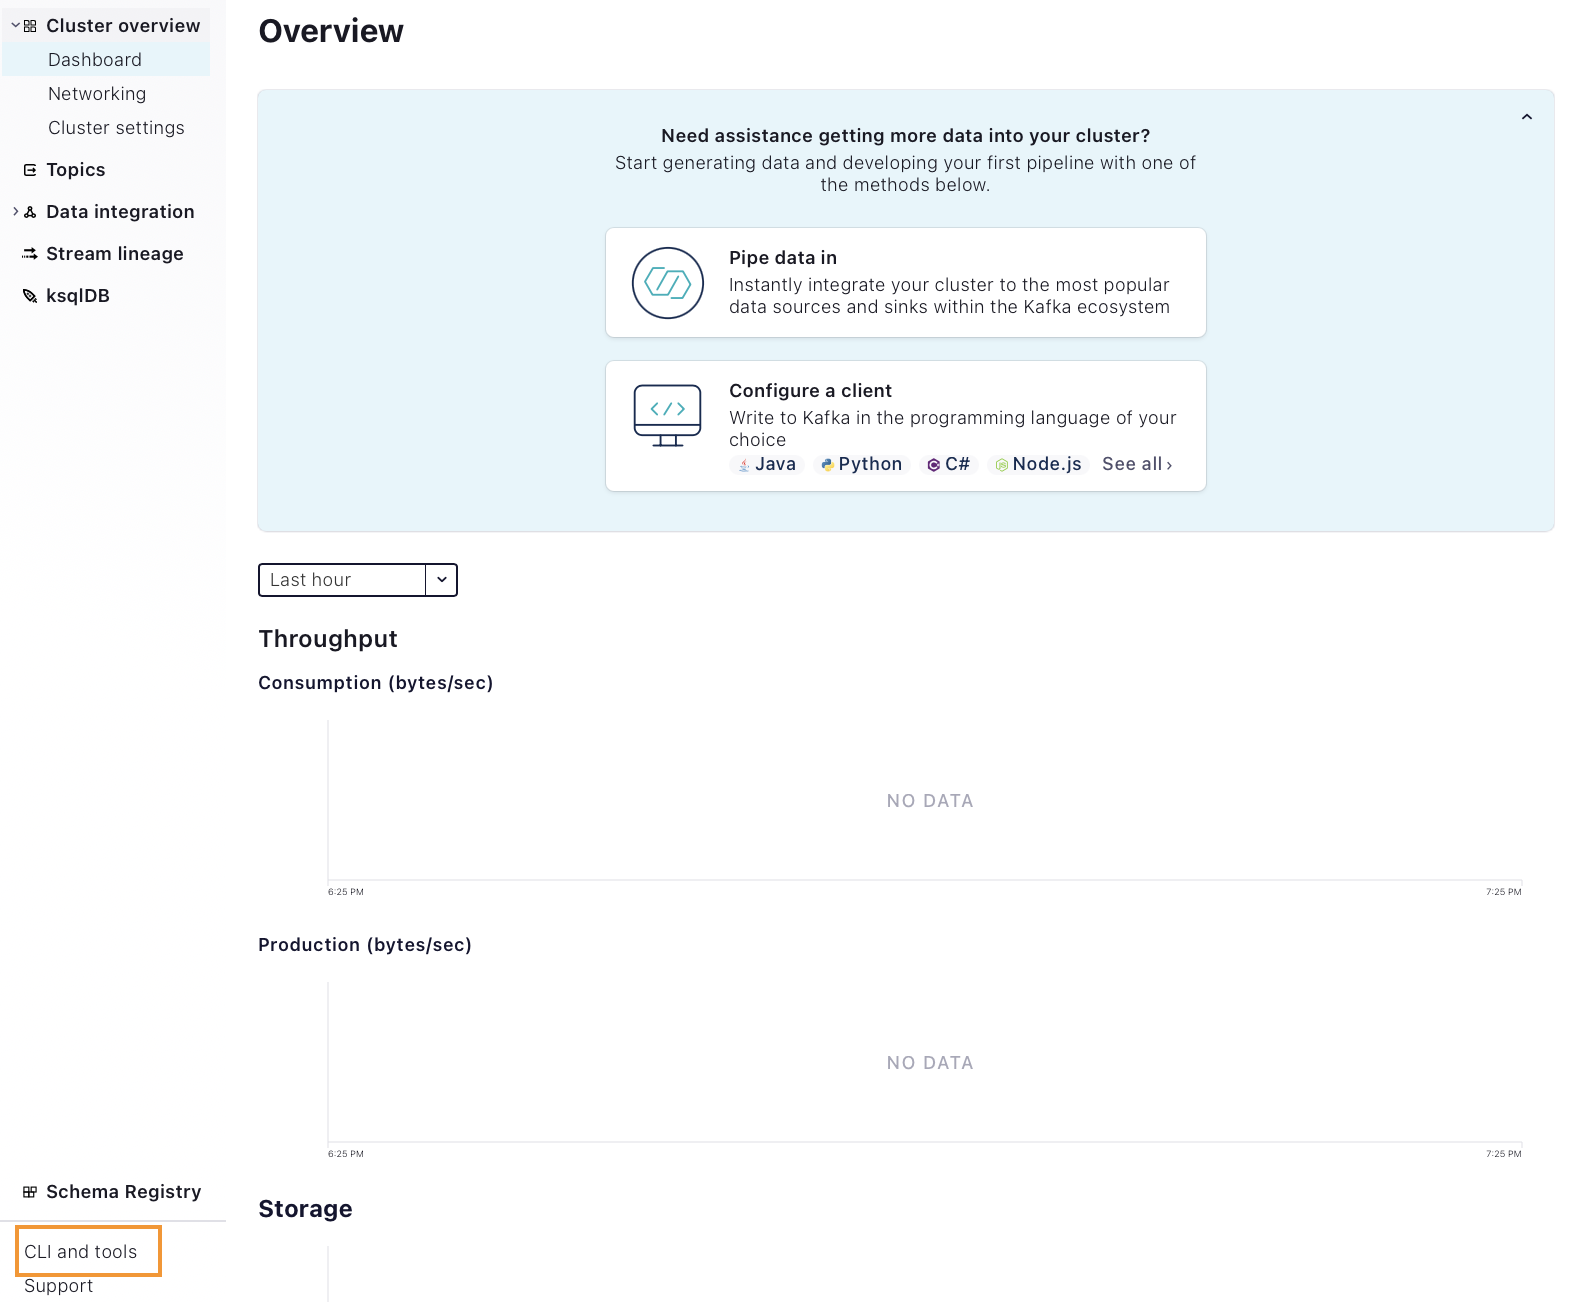 Cluster overview
Dashboard
Networking
Cluster settings
Topics
Data integration
Stream lineage
ksqlDB
Schema Registry
CLI and tools
Support
Overview
Need assistance getting more data into your cluster?
Start generating data and developing your first pipeline with one of
the methods below.
Pipe data in
Instantly integrate your cluster to the most popular
data sources and sinks within the Kafka ecosystem
Configure a client
Write to Kafka in the programming language of your
choice
Java Python C# Node.js See all ›
Last hour
Throughput
Consumption (bytes/sec)
NO DATA
6:25 PM 7:25 PM
Production (bytes/sec)
NO DATA
6:25 PM 7:25 PM
Storage